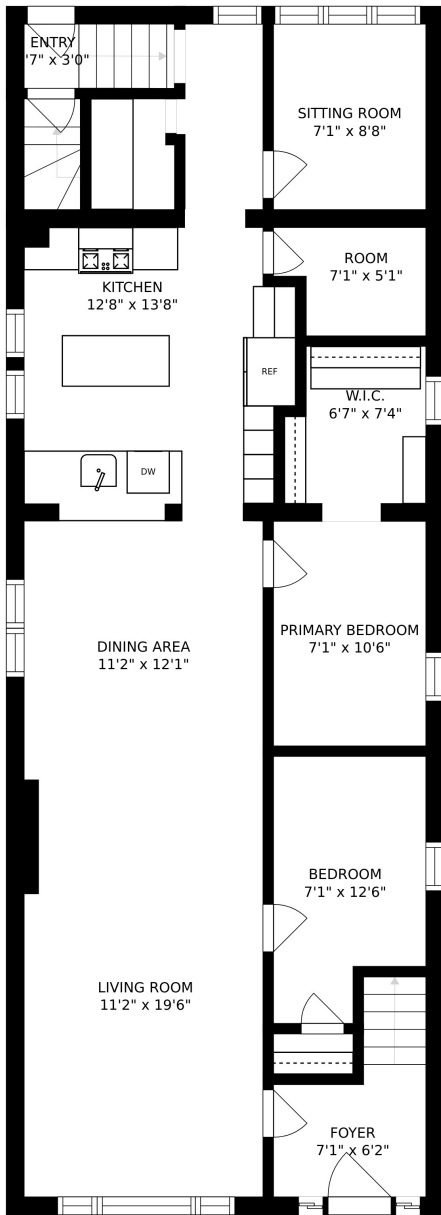 ENTRY
'7" x 3'0"
SITTING ROOM
7'1" x 8'8"
ROOM
7'1" x 5'1"
KITCHEN
12'8" x 13'8"
REF
W.I.C.
6'7" x 7'4"
DW
PRIMARY BEDROOM
7'1" x 10'6"
DINING AREA
11'2" x 12'1"
BEDROOM
7'1" x 12'6"
LIVING ROOM
11'2" x 19'6"
FOYER
7'1" x 6'2"